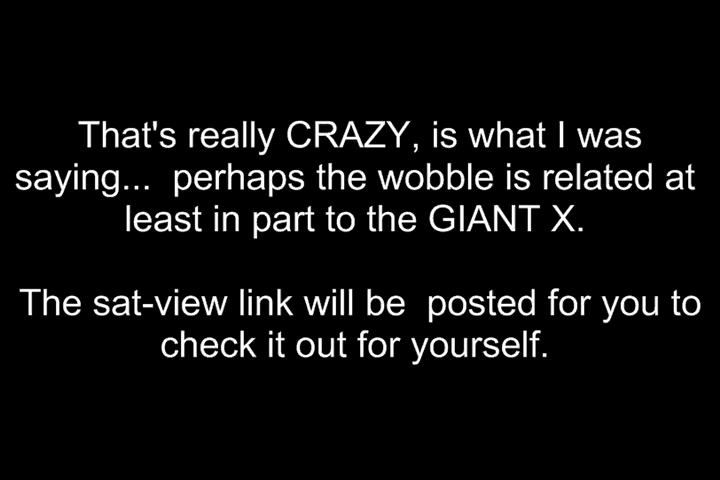 That's really CRAZY, is what I was
saying...  perhaps the wobble is related at
least in part to the GIANT X.
The sat-view link will be  posted for you to
check it out for yourself.